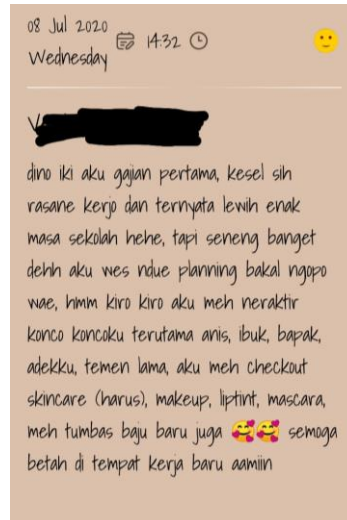 08 Jul 2020
14:32
Wednesday
dino iki aku gajian pertama, kesel sih
rasane kerjo dan ternyata lewih enak
masa sekolah hehe, tapi seneng banget
dehh aku wes ndue planning bakal ngopo
wae, hmm kiro kiro aku meh neraktir
konco koncoku terutama anis, ibuk, bapak,
adekku, temen lama, aku meh checkout
skincare (harus), makeup, liptint, mascara,
meh tumbas baju baru juga 🥰🥰 semoga
betah di tempat kerja baru aamiin